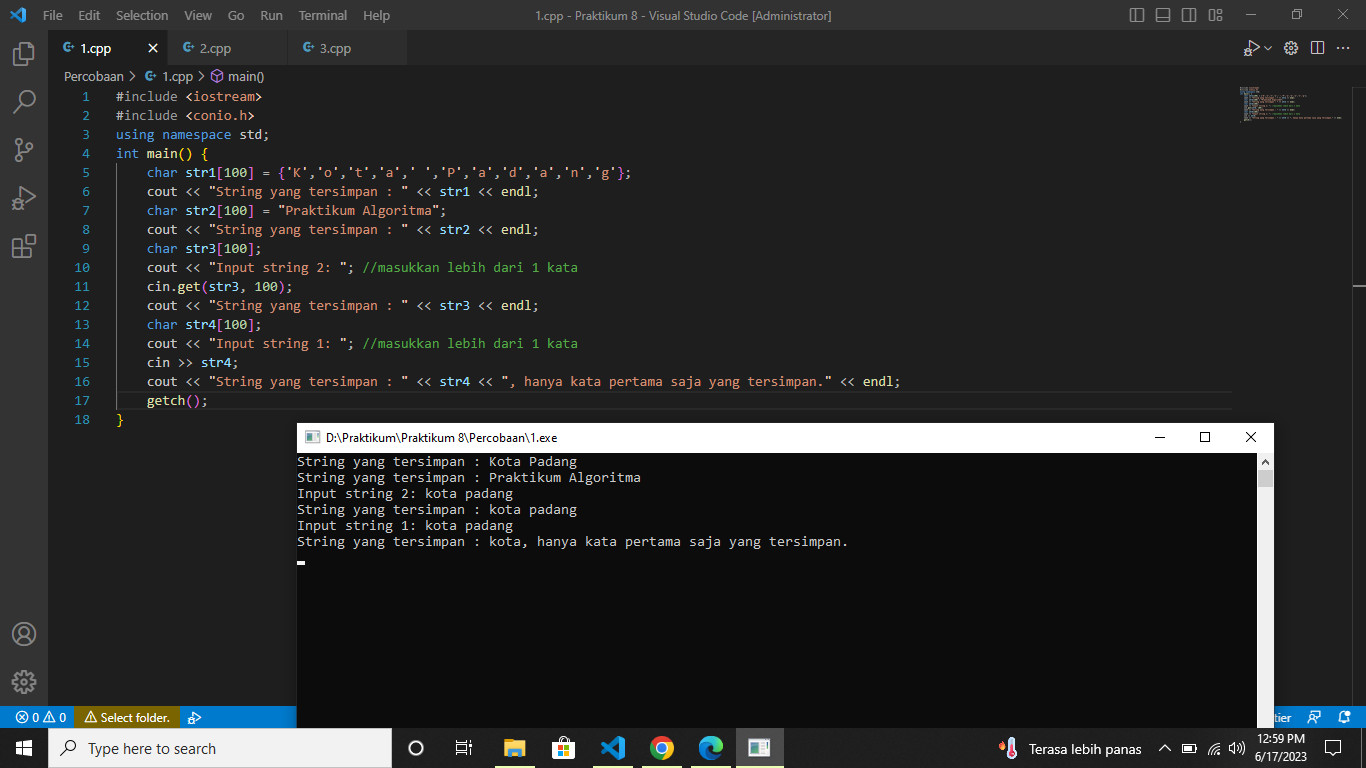 File Edit Selection View Go Run Terminal Help 1.cpp - Praktikum 8 - Visual Studio Code [Administrator]
1.cpp 2.cpp 3.cpp
Percobaan > 1.cpp > main()
1 #include <iostream>
2 #include <conio.h>
3 using namespace std;
4 int main() {
5 char str1[100] = {'K','o','t','a',' ','P','a','d','a','n','g'};
6 cout << "String yang tersimpan : " << str1 << endl;
7 char str2[100] = "Praktikum Algoritma";
8 cout << "String yang tersimpan : " << str2 << endl;
9 char str3[100];
10 cout << "Input string 2: "; //masukkan lebih dari 1 kata
11 cin.get(str3, 100);
12 cout << "String yang tersimpan : " << str3 << endl;
13 char str4[100];
14 cout << "Input string 1: "; //masukkan lebih dari 1 kata
15 cin >> str4;
16 cout << "String yang tersimpan : " << str4 << ", hanya kata pertama saja yang tersimpan." << endl;
17 getch();
18 }
D:\Praktikum\Praktikum 8\Percobaan\1.exe
String yang tersimpan : Kota Padang
String yang tersimpan : Praktikum Algoritma
Input string 2: kota padang
String yang tersimpan : kota padang
Input string 1: kota padang
String yang tersimpan : kota, hanya kata pertama saja yang tersimpan.
0 0 Select folder. tier
Type here to search Terasa lebih panas 12:59 PM
6/17/2023